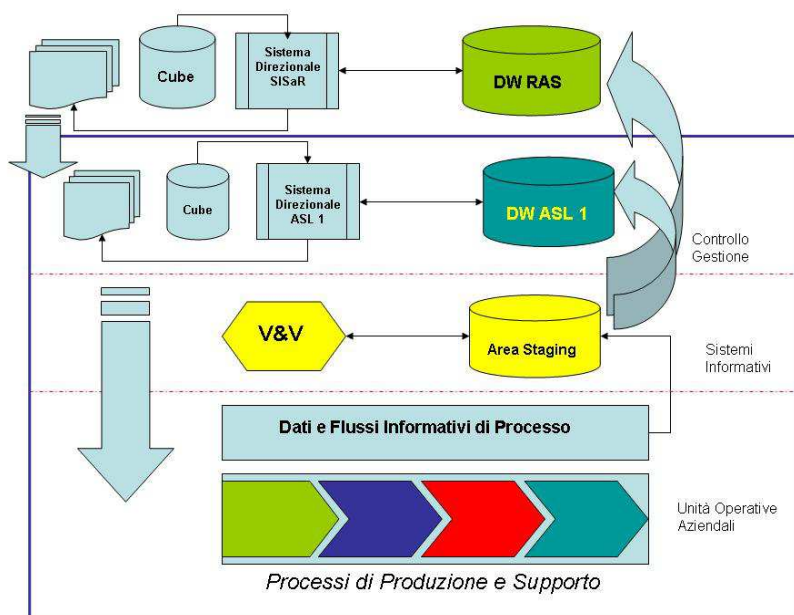 Cube
Sistema
Direzionale
SISaR
DW RAS
Cube
Sistema
Direzionale
ASL 1
DW ASL 1
Controllo
Gestione
V&V
Area Staging
Sistemi
Informativi
Dati e Flussi Informativi di Processo
Unità Operative
Aziendali
Processi di Produzione e Supporto